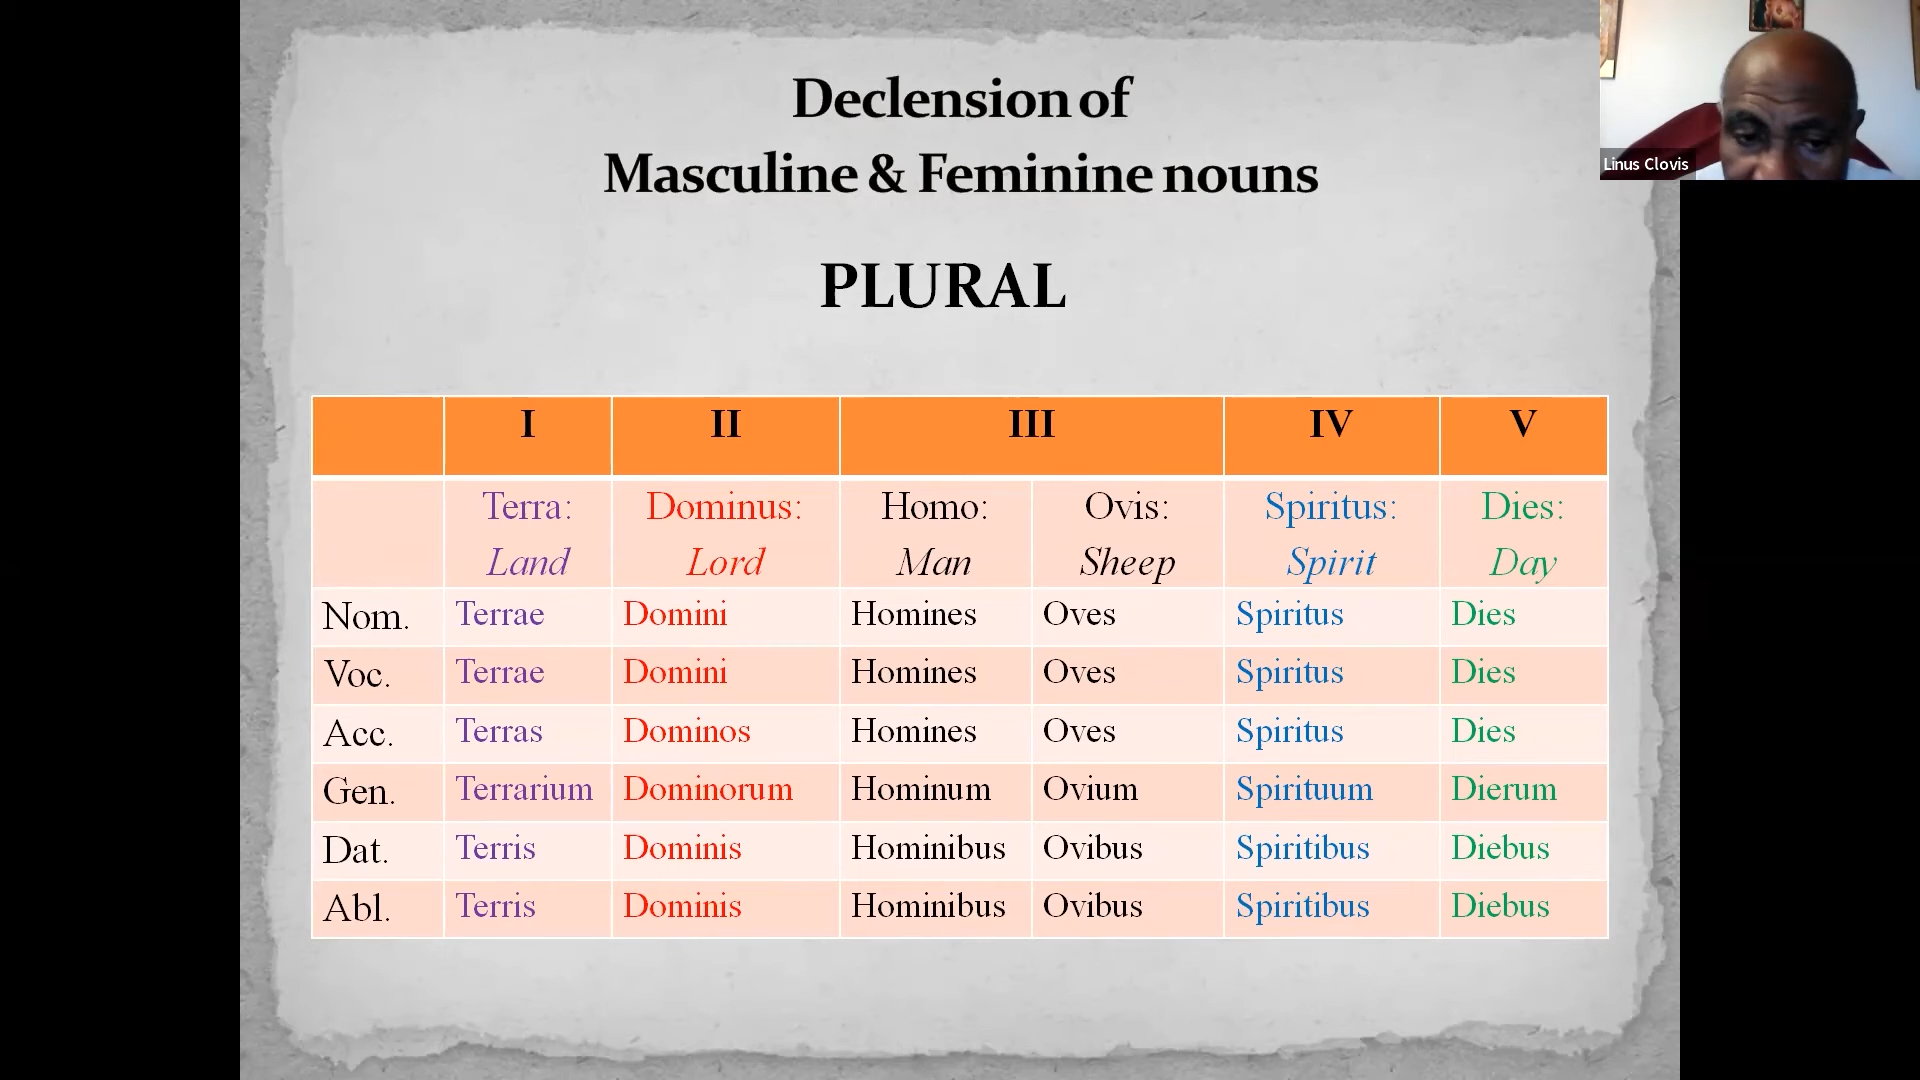 Declension of
Masculine & Feminine nouns
PLURAL
Linus Clovis
I II III IV V
Terra: Dominus: Homo: Ovis: Spiritus: Dies:
Land Lord Man Sheep Spirit Day
Nom. Terrae Domini Homines Oves Spiritus Dies
Voc. Terrae Domini Homines Oves Spiritus Dies
Acc. Terras Dominos Homines Oves Spiritus Dies
Gen. Terrarium Dominorum Hominum Ovium Spirituum Dierum
Dat. Terris Dominis Hominibus Ovibus Spiritibus Diebus
Abl. Terris Dominis Hominibus Ovibus Spiritibus Diebus